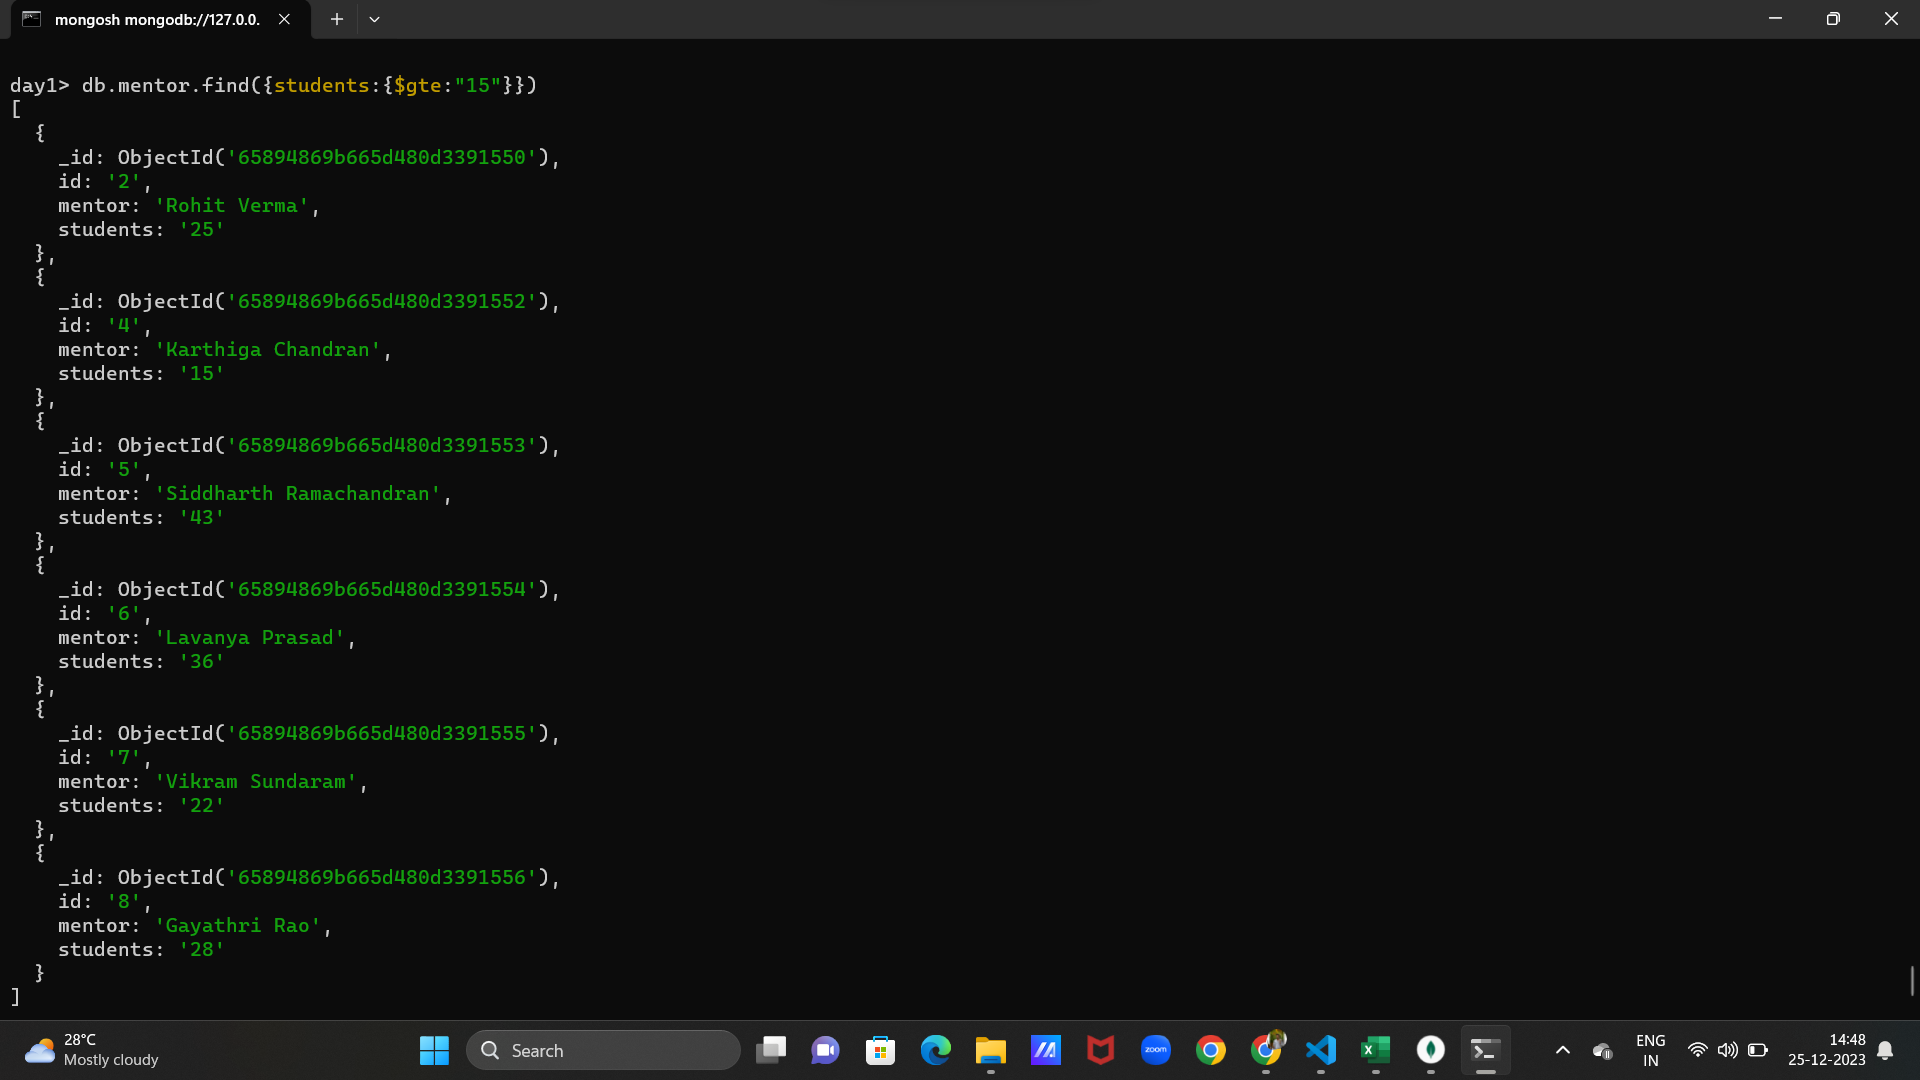 mongosh mongodb://127.0.0.
day1> db.mentor.find({students:{$gte:"15"}})
[
  {
    _id: ObjectId('65894869b665d480d3391550'),
    id: '2',
    mentor: 'Rohit Verma',
    students: '25'
  },
  {
    _id: ObjectId('65894869b665d480d3391552'),
    id: '4',
    mentor: 'Karthiga Chandran',
    students: '15'
  },
  {
    _id: ObjectId('65894869b665d480d3391553'),
    id: '5',
    mentor: 'Siddharth Ramachandran',
    students: '43'
  },
  {
    _id: ObjectId('65894869b665d480d3391554'),
    id: '6',
    mentor: 'Lavanya Prasad',
    students: '36'
  },
  {
    _id: ObjectId('65894869b665d480d3391555'),
    id: '7',
    mentor: 'Vikram Sundaram',
    students: '22'
  },
  {
    _id: ObjectId('65894869b665d480d3391556'),
    id: '8',
    mentor: 'Gayathri Rao',
    students: '28'
  }
]
28°C
Mostly cloudy
Search
zoom
ENG
IN
14:48
25-12-2023